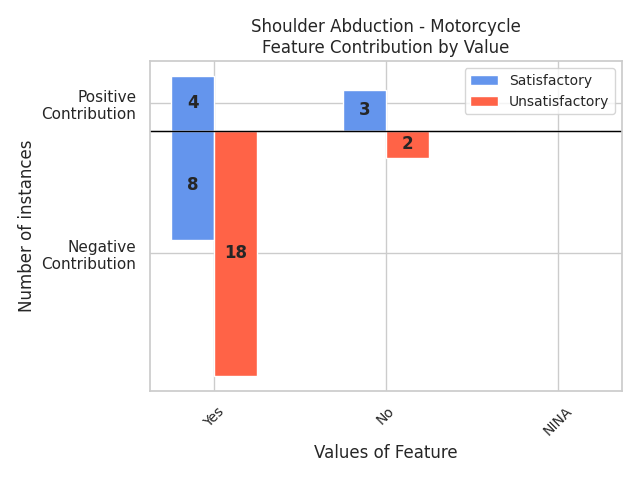 Shoulder Abduction - Motorcycle
Feature Contribution by Value
Satisfactory
Unsatisfactory
Positive
Contribution
Negative
Contribution
Number of instances
4
3
8
2
18
Yes
No
NINA
Values of Feature